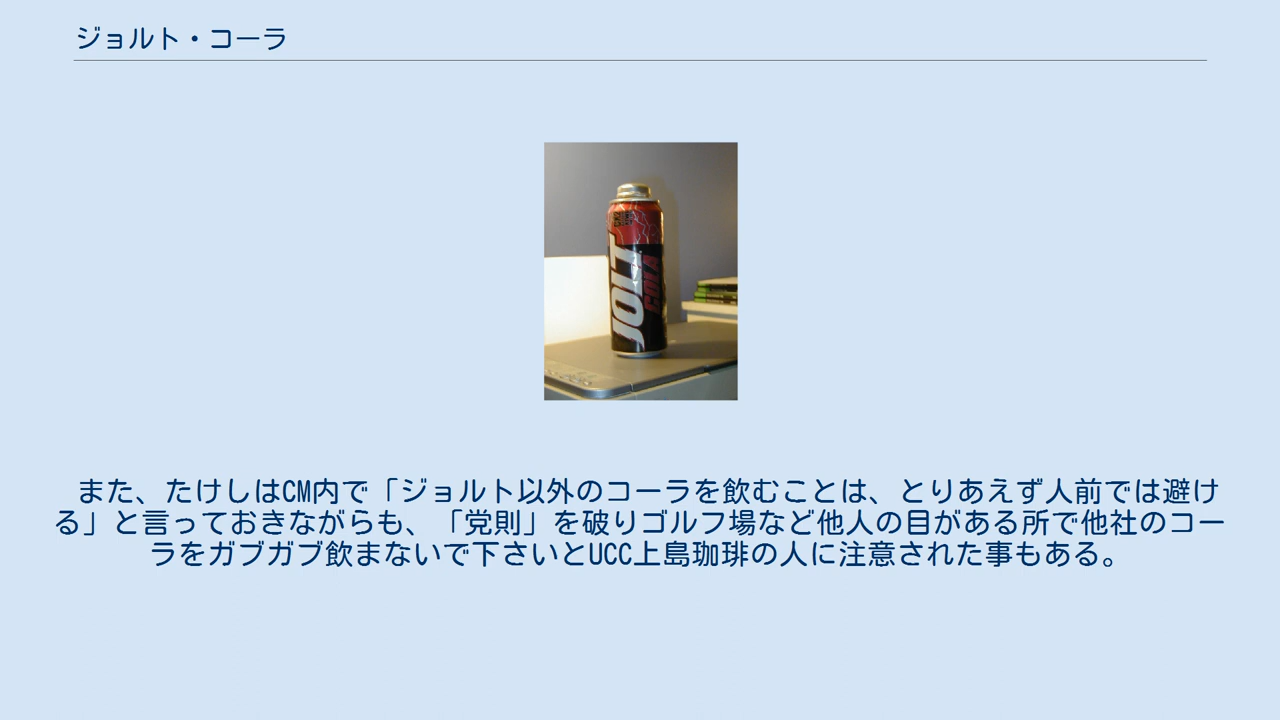 ジョルト・コーラ
JOLT
COLA
また、たけしはCM内で「ジョルト以外のコーラを飲むことは、とりあえず人前では避け
る」と言っておきながらも、「党則」を破りゴルフ場など他人の目がある所で他社のコー
ラをガブガブ飲まないで下さいとUCC上島珈琲の人に注意された事もある。